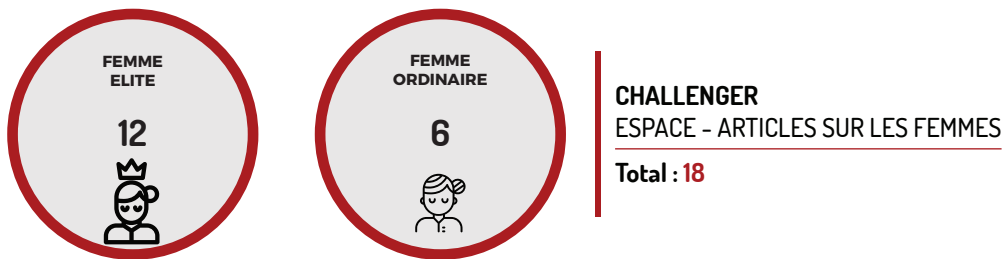 FEMME
ELITE
12
FEMME
ORDINAIRE
6
CHALLENGER
ESPACE - ARTICLES SUR LES FEMMES
Total : 18